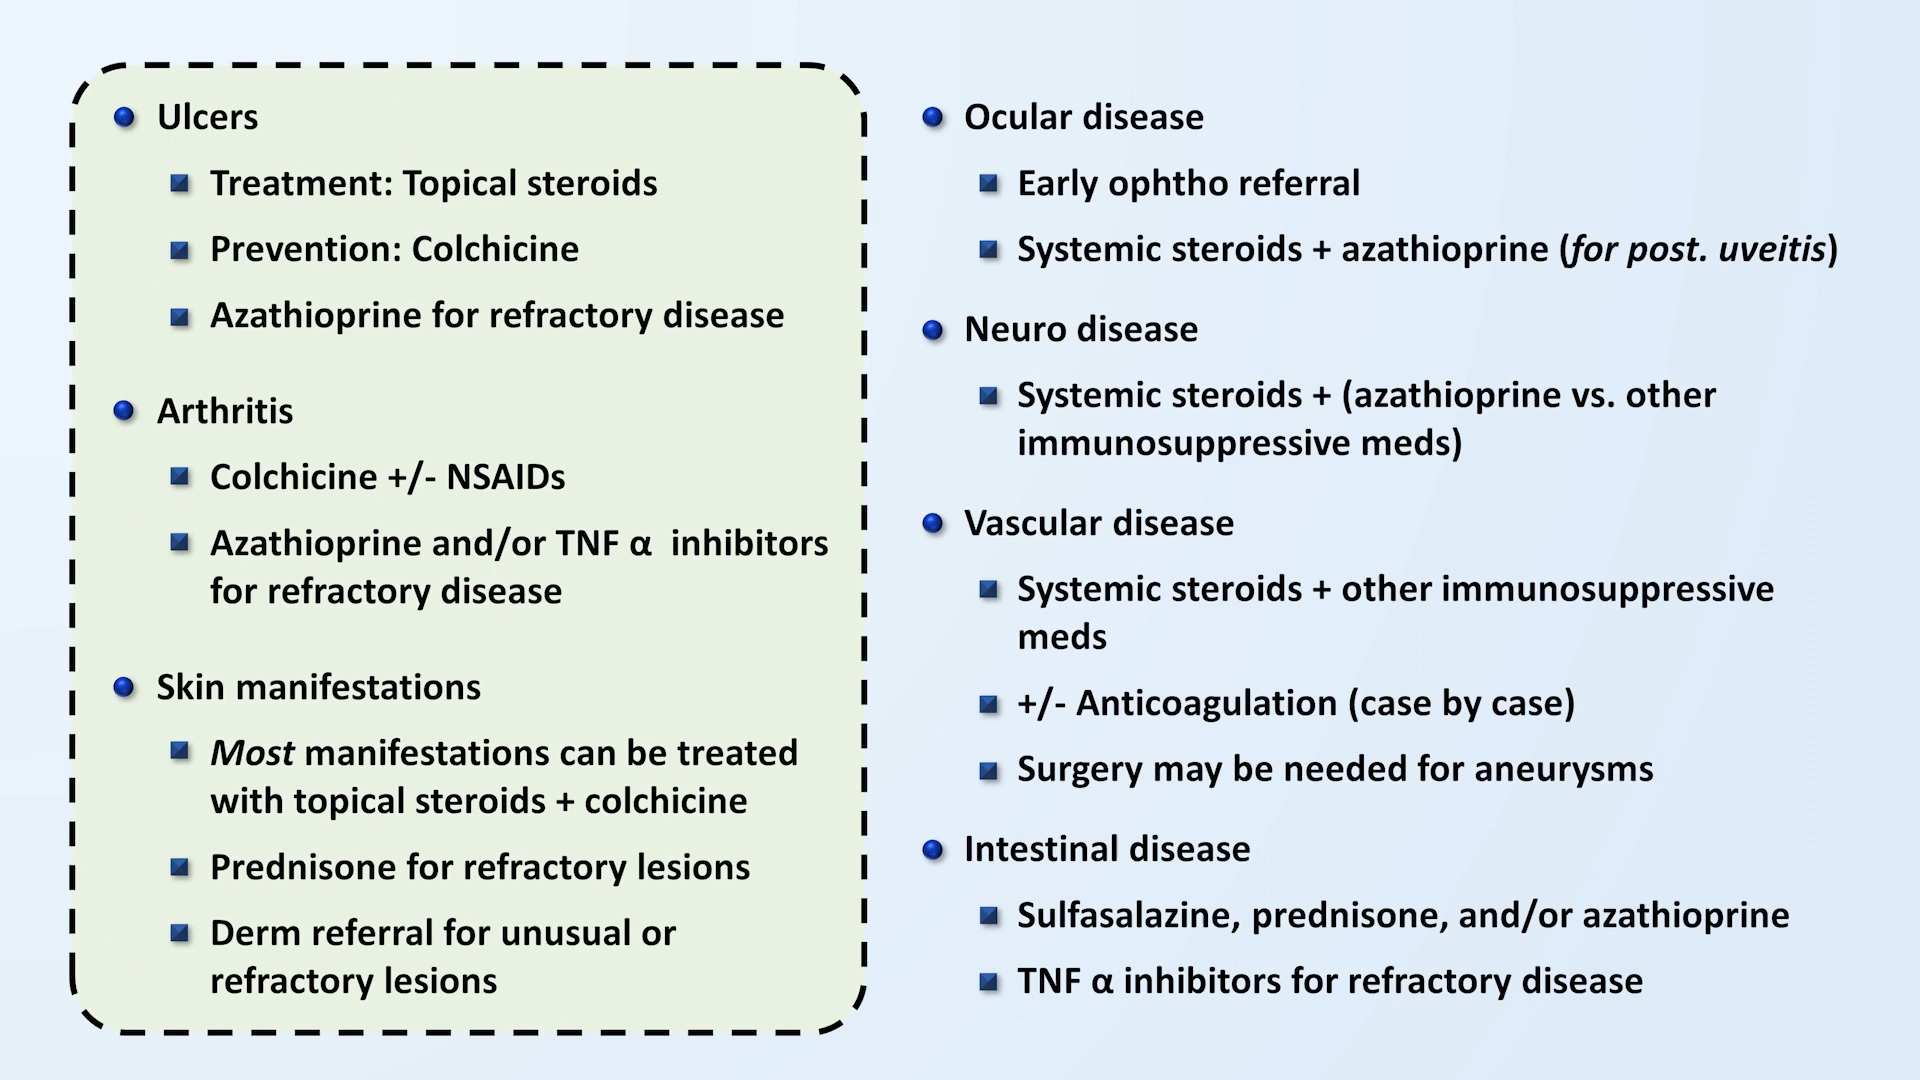 Ulcers
Treatment: Topical steroids
Prevention: Colchicine
Azathioprine for refractory disease
Arthritis
Colchicine +/- NSAIDs
Azathioprine and/or TNF α inhibitors
for refractory disease
Skin manifestations
Most manifestations can be treated
with topical steroids + colchicine
Prednisone for refractory lesions
Derm referral for unusual or
refractory lesions
Ocular disease
Early ophtho referral
Systemic steroids + azathioprine (for post. uveitis)
Neuro disease
Systemic steroids + (azathioprine vs. other
immunosuppressive meds)
Vascular disease
Systemic steroids + other immunosuppressive
meds
+/- Anticoagulation (case by case)
Surgery may be needed for aneurysms
Intestinal disease
Sulfasalazine, prednisone, and/or azathioprine
TNF α inhibitors for refractory disease